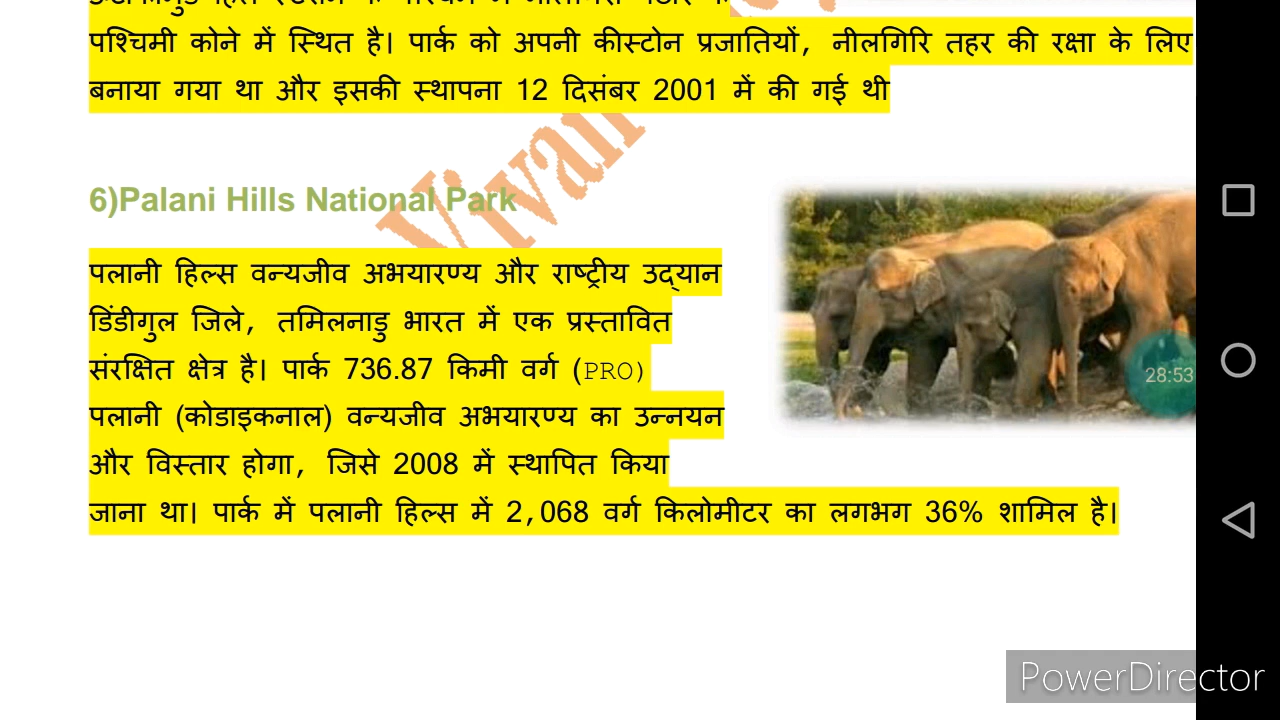 पश्चिमी कोने में स्थित है। पार्क को अपनी कीस्टोन प्रजातियों, नीलगिरि तहर की रक्षा के लिए
बनाया गया था और इसकी स्थापना 12 दिसंबर 2001 में की गई थी
Vivan
6)Palani Hills National Park
पलानी हिल्स वन्यजीव अभयारण्य और राष्ट्रीय उद्यान
डिंडीगुल जिले, तमिलनाडु भारत में एक प्रस्तावित
संरक्षित क्षेत्र है। पार्क 736.87 किमी वर्ग (PRO)
पलानी (कोडाइकनाल) वन्यजीव अभयारण्य का उन्नयन
और विस्तार होगा, जिसे 2008 में स्थापित किया
जाना था। पार्क में पलानी हिल्स में 2,068 वर्ग किलोमीटर का लगभग 36% शामिल है।
28:53
PowerDirector